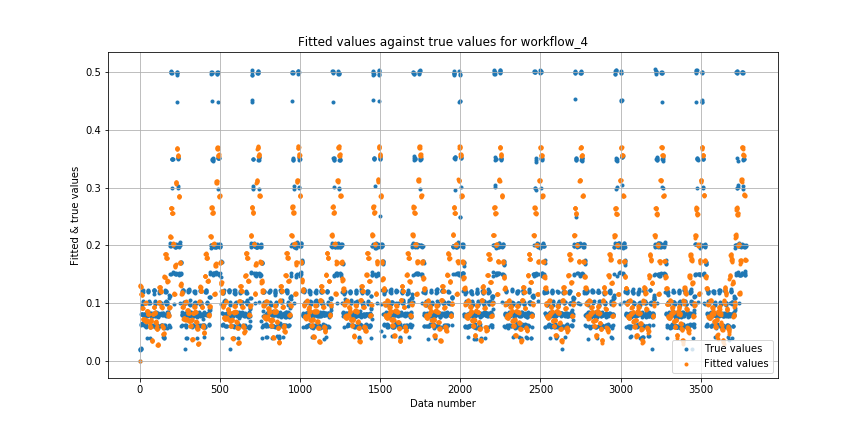 Fitted values against true values for workflow_4
Fitted & true values
0.5
0.4
0.3
0.2
0.1
0.0
0
500
1000
1500
2000
2500
3000
3500
Data number
True values
Fitted values